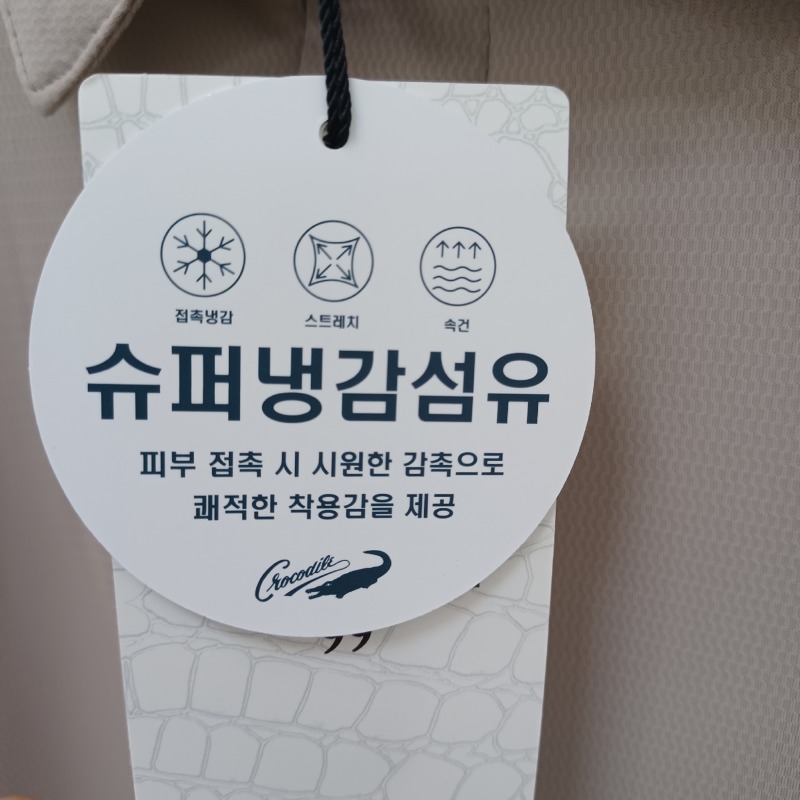 접촉냉감 스트레치 속건
슈퍼냉감섬유
피부 접촉 시 시원한 감촉으로
쾌적한 착용감을 제공
Crocodile
”